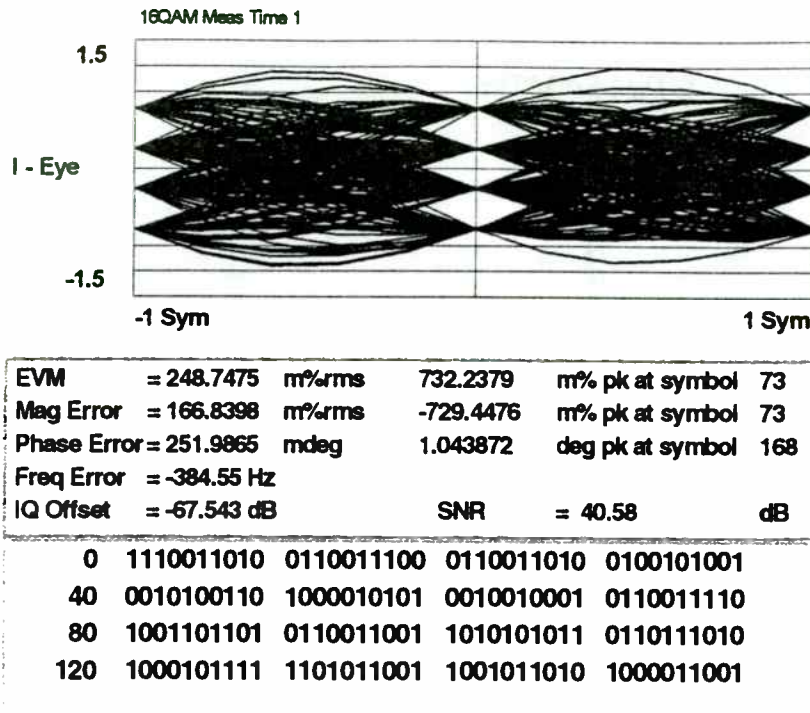 16QAM Meas Time 1
1.5
I - Eye
-1.5
-1 Sym 1 Sym
EVM = 248.7475 m%rms 732.2379 m% pk at symbol 73
Mag Error = 166.8398 m%rms -729.4476 m% pk at symbol 73
Phase Error = 251.9865 mdeg 1.043872 deg pk at symbol 168
Freq Error = -384.55 Hz
IQ Offset = -67.543 dB SNR = 40.58 dB
0 1110011010 0110011100 0110011010 0100101001
40 0010100110 1000010101 0010010001 0110011110
80 1001101101 0110011001 1010101011 0110111010
120 1000101111 1101011001 1001011010 1000011001